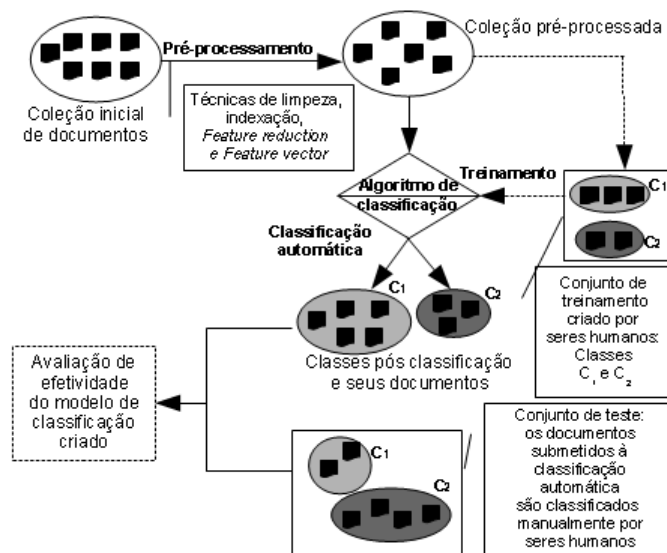 Pré-processamento
Coleção pré-processada
Coleção inicial
de documentos
Técnicas de limpeza,
indexação,
Feature reduction
e Feature vector
Algoritmo de
classificação
Treinamento
C1
C2
Classificação
automática
C1
C2
Classes pós classificação
e seus documentos
Conjunto de
treinamento
criado por
seres humanos:
Classes
C1 e C2
Avaliação de
efetividade
do modelo de
classificação
criado
C1
C2
Conjunto de teste:
os documentos
submetidos à
classificação
automática
são classificados
manualmente por
seres humanos